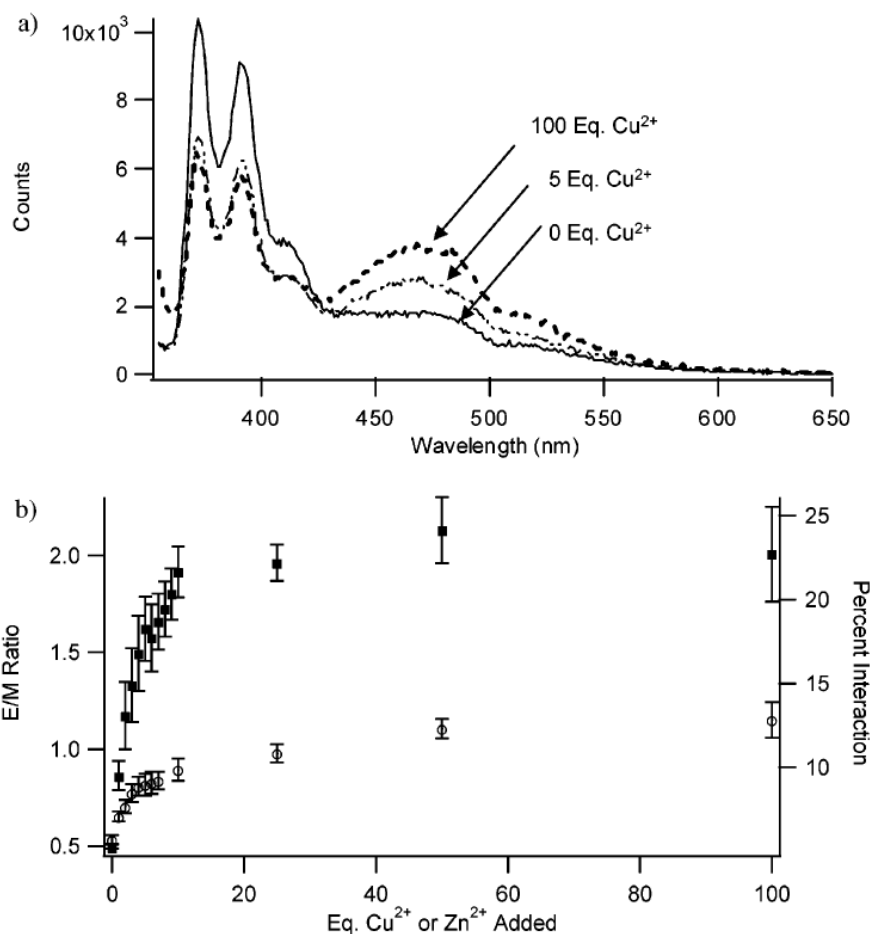 a)
10x10³
8
6
4
2
0
Counts
100 Eq. Cu²⁺
5 Eq. Cu²⁺
0 Eq. Cu²⁺
400 450 500 550 600 650
Wavelength (nm)
b)
2.0
1.5
1.0
0.5
E/M Ratio
25
20
15
10
Percent Interaction
0 20 40 60 80 100
Eq. Cu²⁺ or Zn²⁺ Added